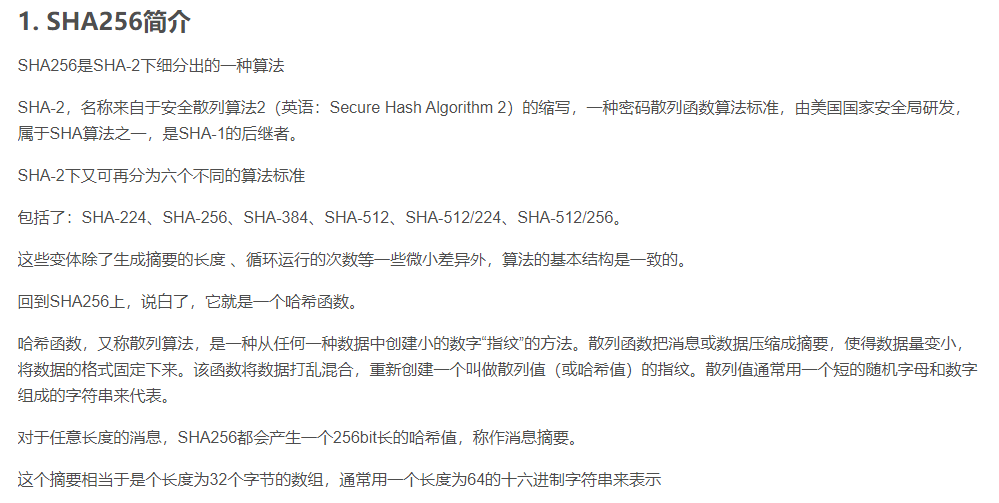 1. SHA256简介
SHA256是SHA-2下细分出的一种算法
SHA-2，名称来自于安全散列算法2（英语：Secure Hash Algorithm 2）的缩写，一种密码散列函数算法标准，由美国国家安全局研发，
属于SHA算法之一，是SHA-1的后继者。
SHA-2下又可再分为六个不同的算法标准
包括了：SHA-224、SHA-256、SHA-384、SHA-512、SHA-512/224、SHA-512/256。
这些变体除了生成摘要的长度 、循环运行的次数等一些微小差异外，算法的基本结构是一致的。
回到SHA256上，说白了，它就是一个哈希函数。
哈希函数，又称散列算法，是一种从任何一种数据中创建小的数字“指纹”的方法。散列函数把消息或数据压缩成摘要，使得数据量变小，
将数据的格式固定下来。该函数将数据打乱混合，重新创建一个叫做散列值（或哈希值）的指纹。散列值通常用一个短的随机字母和数字
组成的字符串来代表。
对于任意长度的消息，SHA256都会产生一个256bit长的哈希值，称作消息摘要。
这个摘要相当于是个长度为32个字节的数组，通常用一个长度为64的十六进制字符串来表示